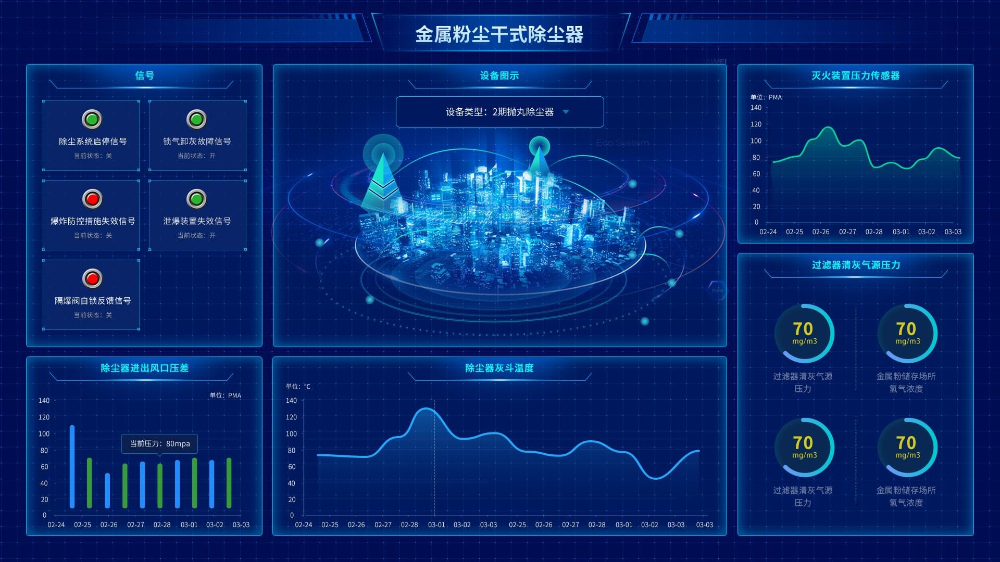 金属粉尘干式除尘器
信号
除尘系统启停信号
当前状态：关
锁气卸灰故障信号
当前状态：开
爆炸防控措施失效信号
当前状态：关
泄爆装置失效信号
当前状态：开
隔爆阀自锁反馈信号
当前状态：关
设备图示
设备类型：2期抛丸除尘器
Eco System
灭火装置压力传感器
单位：PMA
140
120
100
80
60
40
20
0
02-24 02-25 02-26 02-27 02-28 03-01 03-02 03-03
过滤器清灰气源压力
70
mg/m3
过滤器清灰气源
压力
70
mg/m3
金属粉储存场所
氢气浓度
70
mg/m3
过滤器清灰气源
压力
70
mg/m3
金属粉储存场所
氢气浓度
除尘器进出风口压差
单位：PMA
140
120
100
80
60
40
20
0
当前压力：80mpa
02-24 02-25 02-26 02-27 02-28 03-01 03-02 03-03
除尘器灰斗温度
单位：℃
140
120
100
80
60
40
20
0
02-24 02-25 02-26 02-27 02-28 03-01 03-02 03-03 02-25 02-26 02-27 02-28 03-01 03-02 03-03 03-03